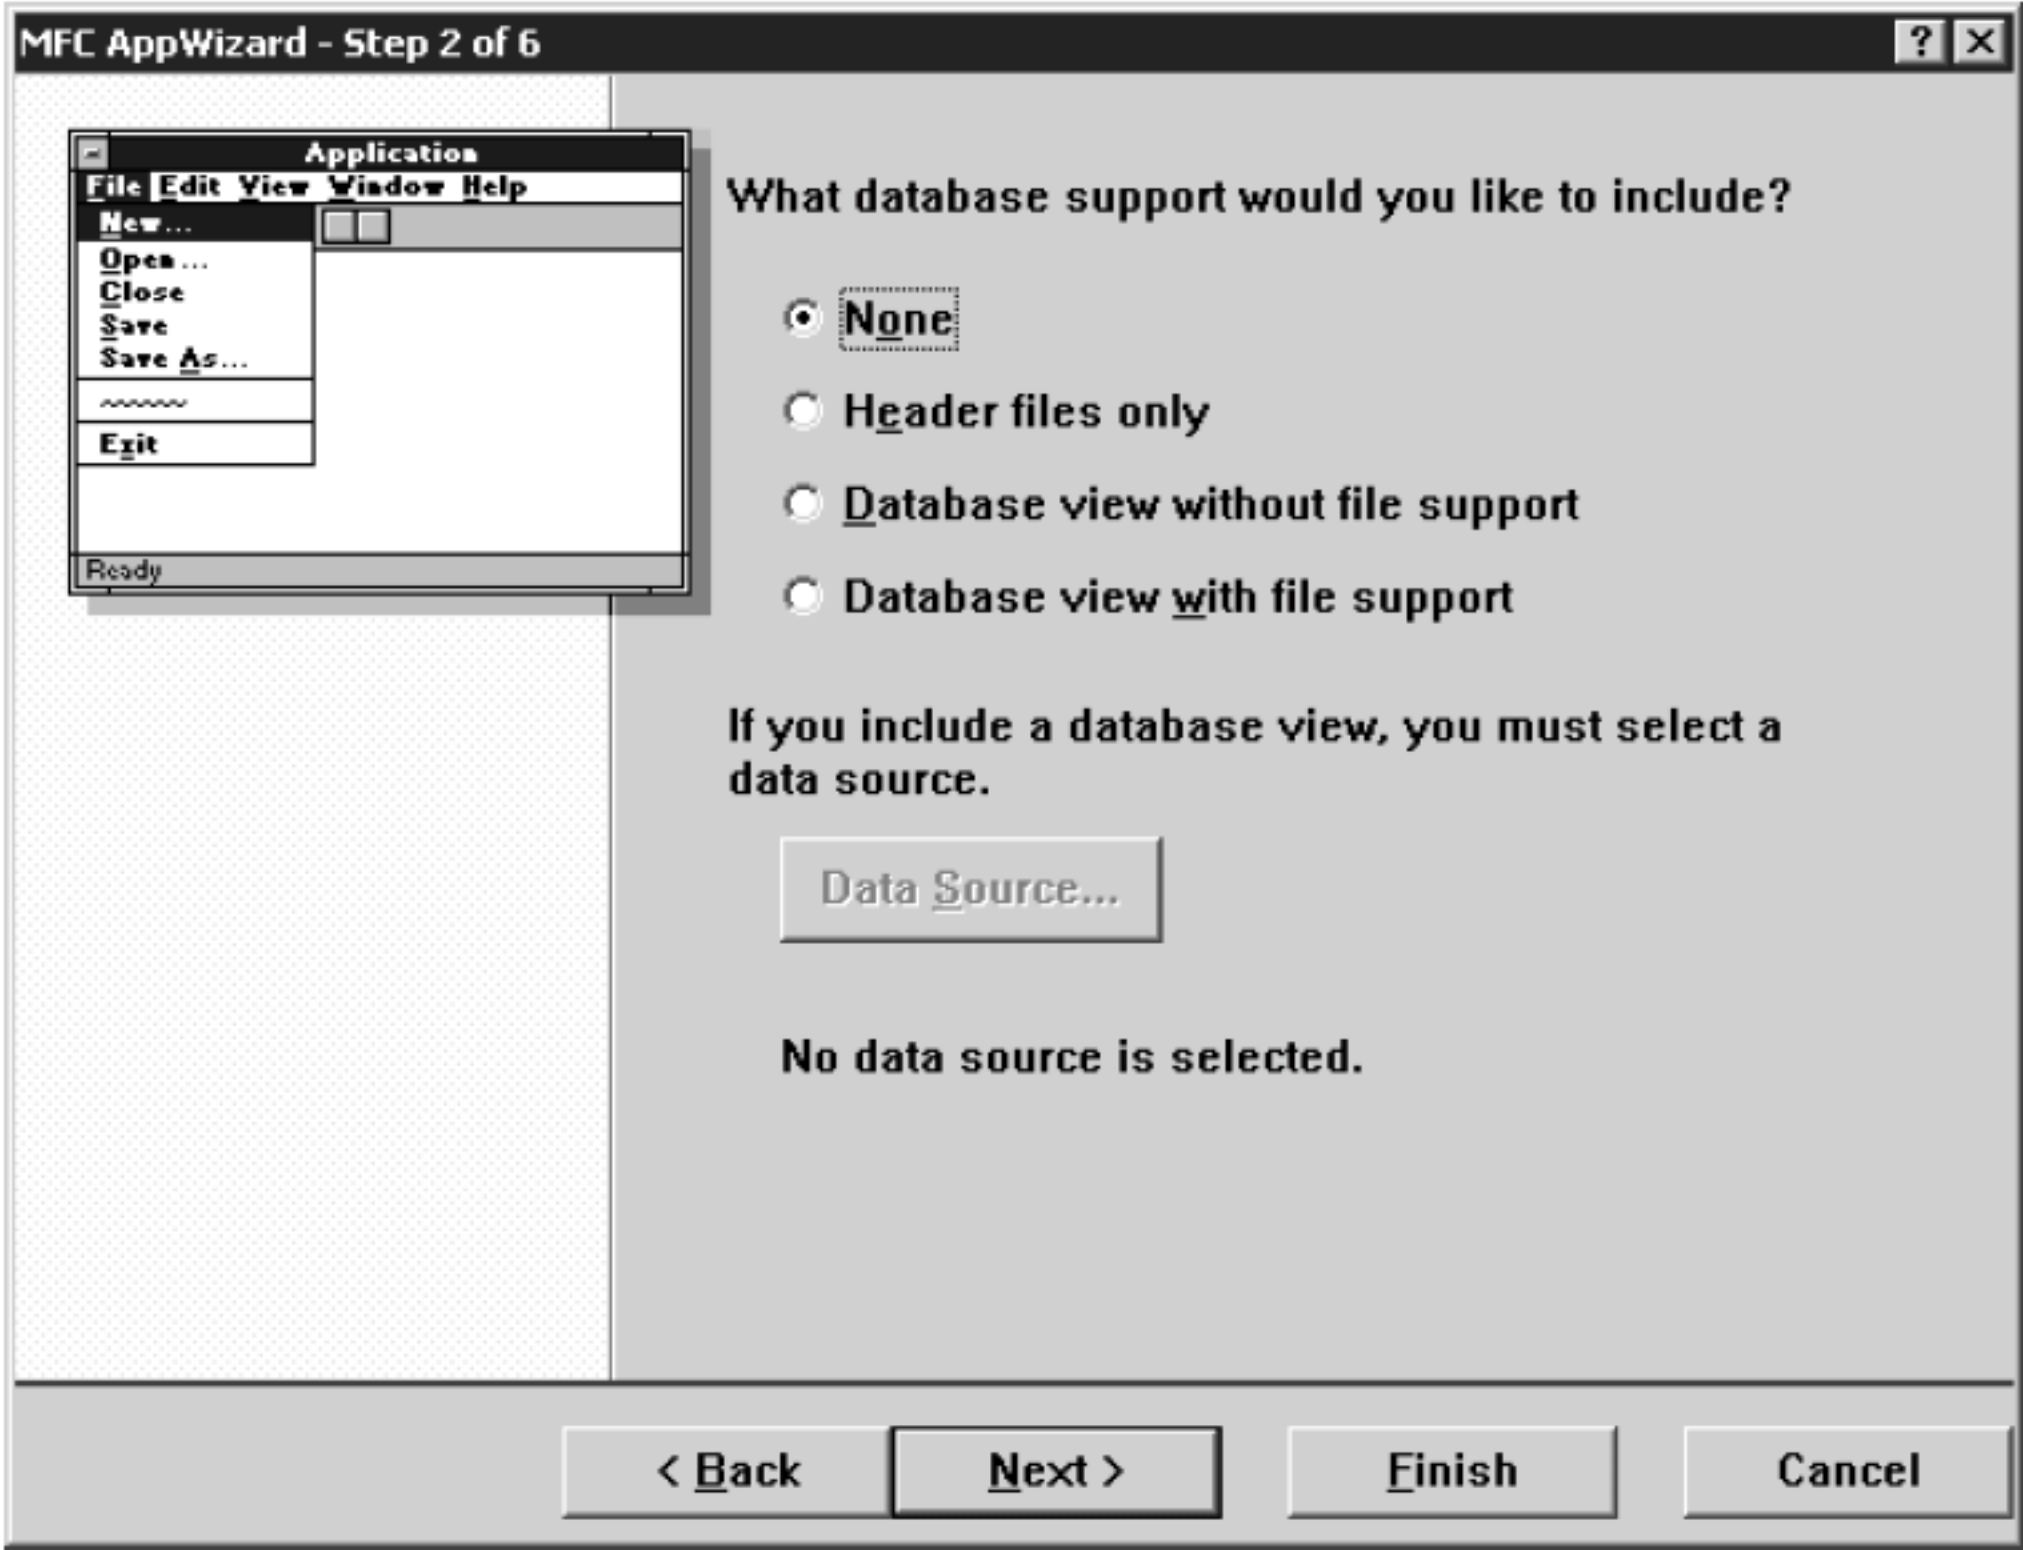 MFC AppWizard - Step 2 of 6
Application
File Edit View Window Help
New...
Open...
Close
Save
Save As...
Exit
Ready
What database support would you like to include?
None
Header files only
Database view without file support
Database view with file support
If you include a database view, you must select a
data source.
Data Source...
No data source is selected.
< Back
Next >
Finish
Cancel